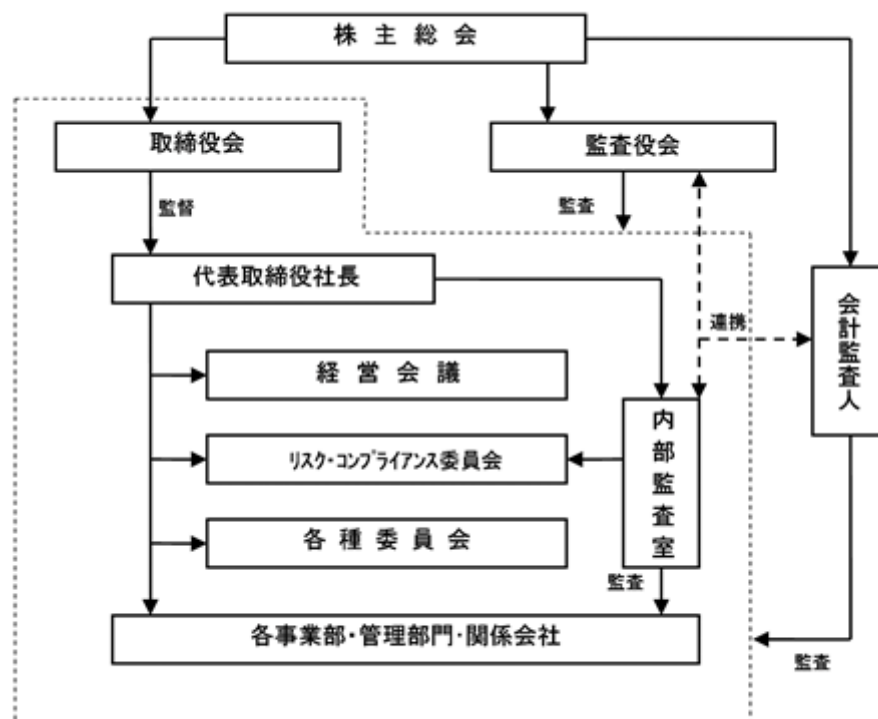 株主総会
取締役会
監査役会
監督
監査
代表取締役社長
連携
会計監査人
経営会議
内部監査室
リスク・コンプライアンス委員会
各種委員会
監査
各事業部・管理部門・関係会社
監査